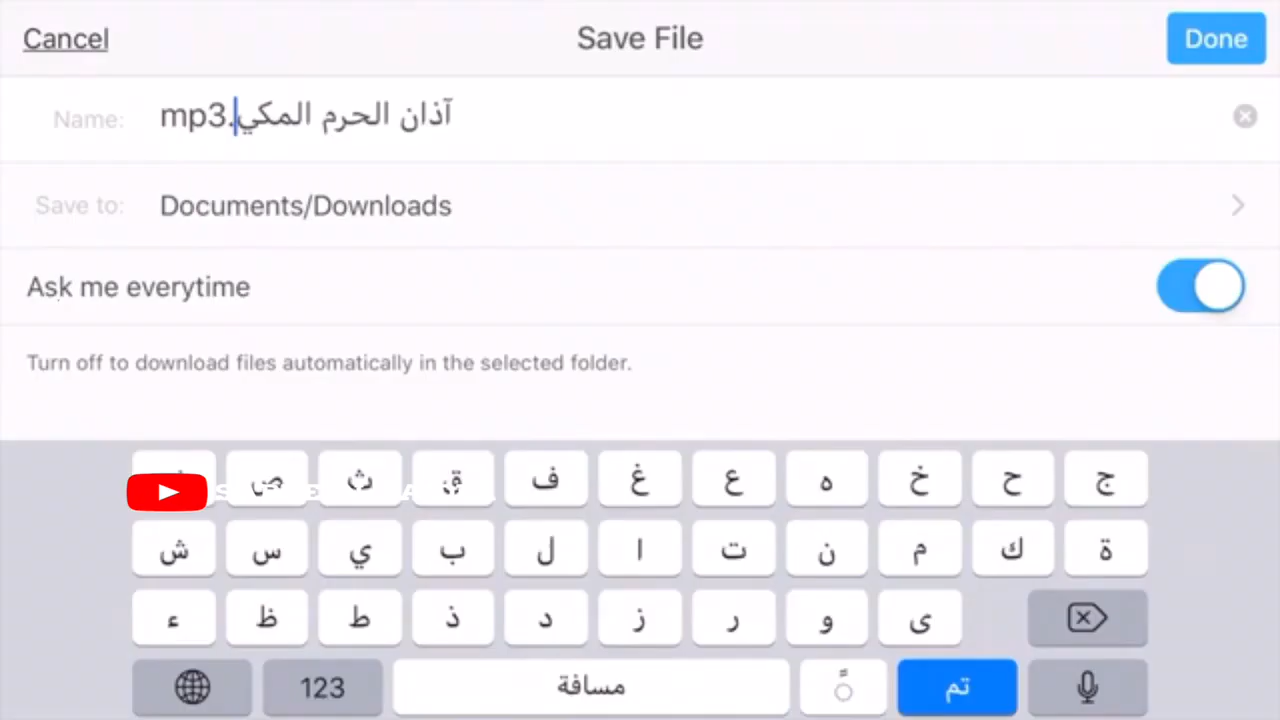 Cancel
Save File
Done
Name:
آذان الحرم المكي.mp3
Save to:
Documents/Downloads
Ask me everytime
Turn off to download files automatically in the selected folder.
ص ث ق ف غ ع ه خ ح ج
ش س ي ب ل ا ت ن م ك ة
ء ظ ط ذ د ز ر و ى
123
مسافة
تم